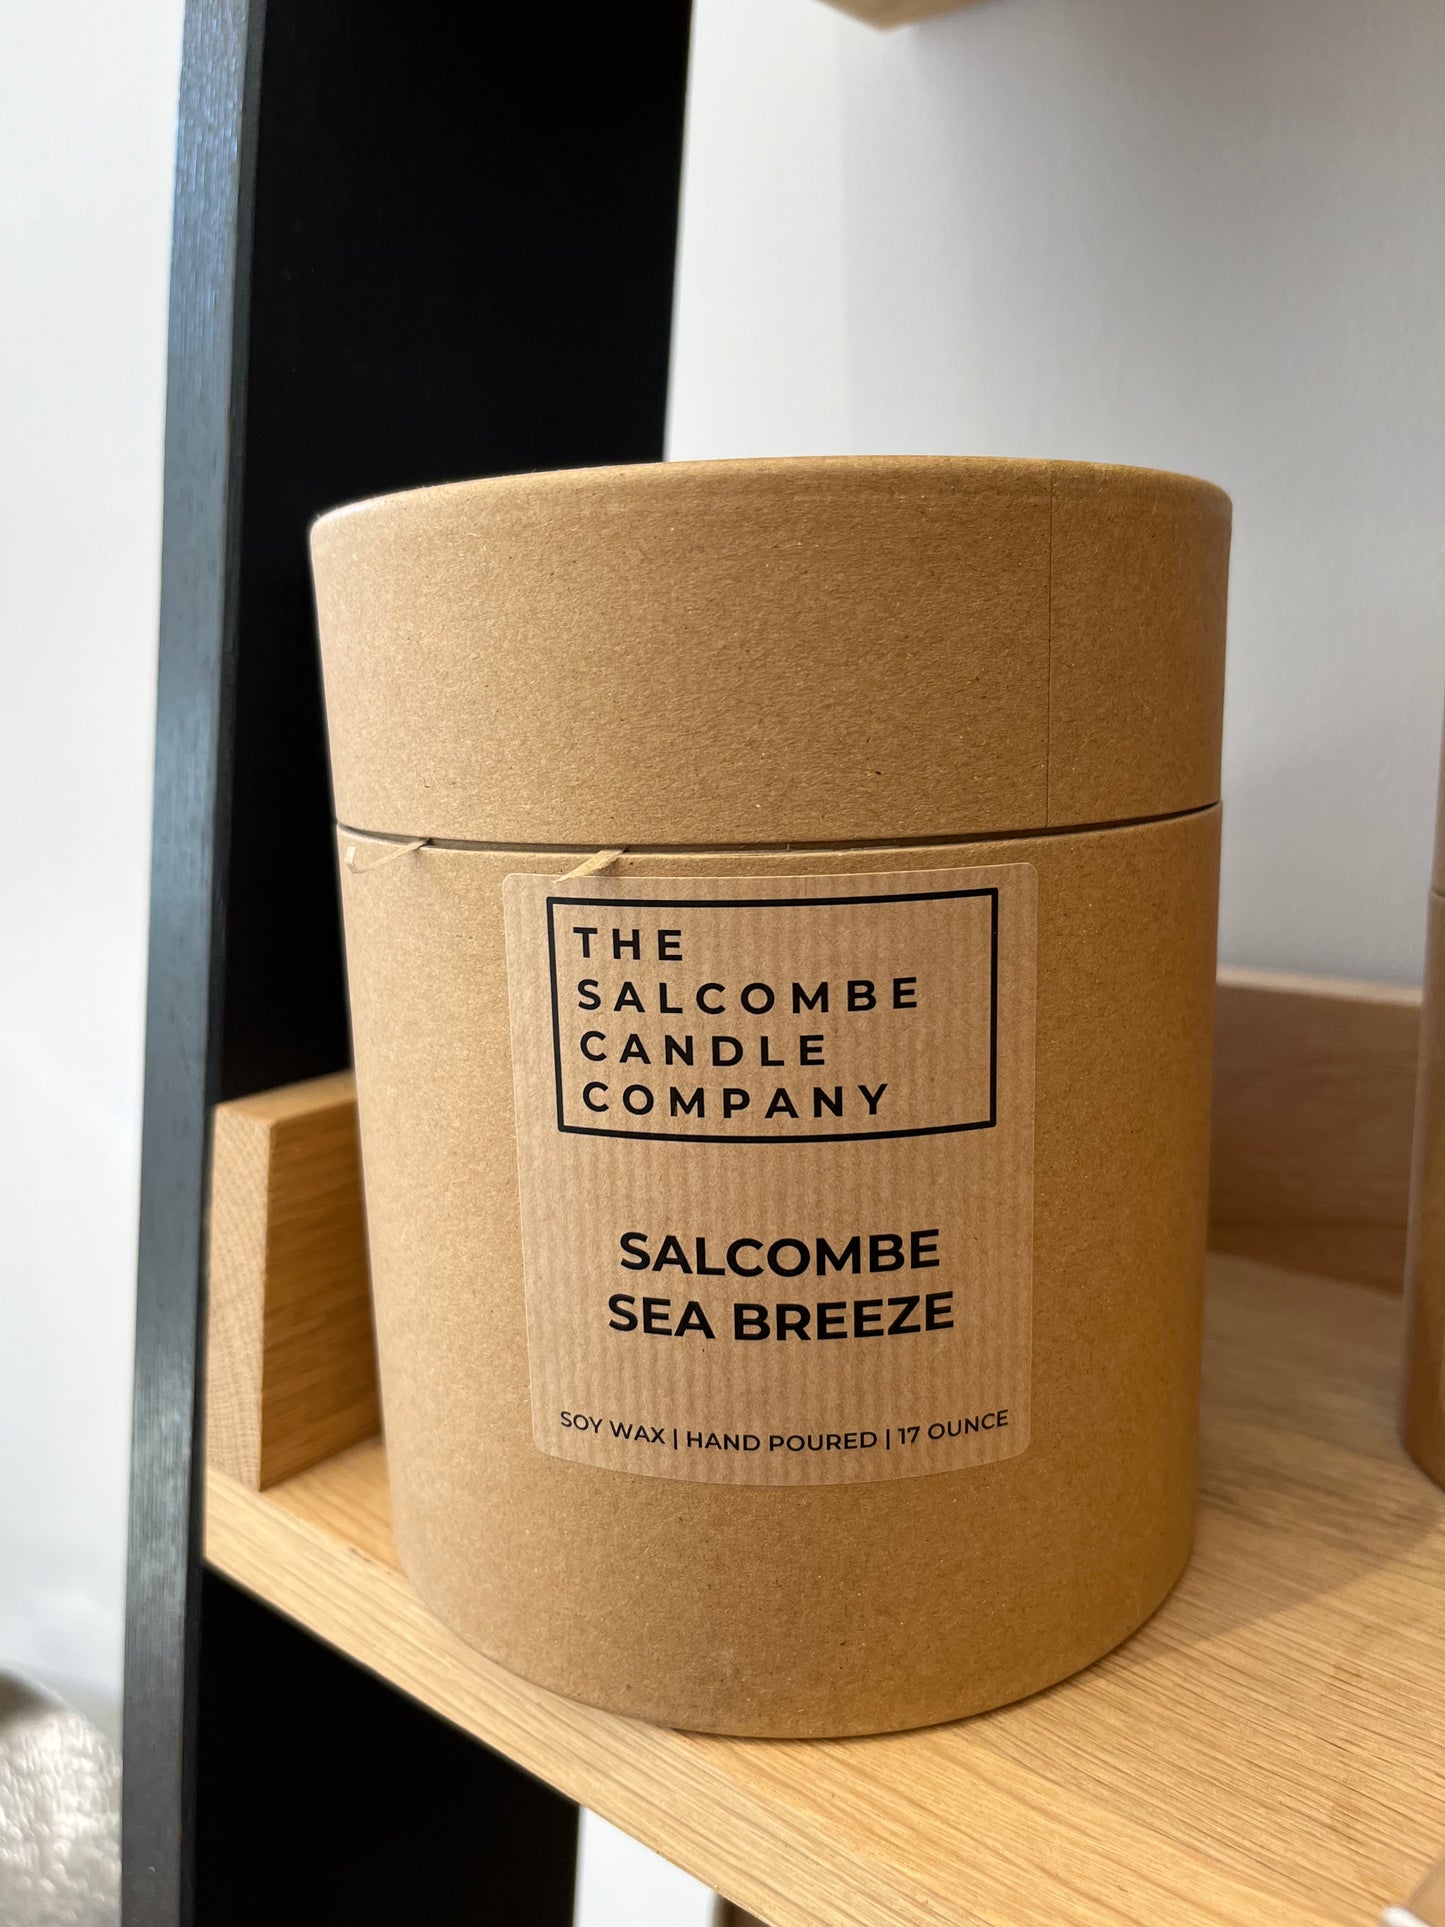 THE
SALCOMBE
CANDLE
COMPANY
SALCOMBE
SEA BREEZE
SOY WAX | HAND POURED | 17 OUNCE